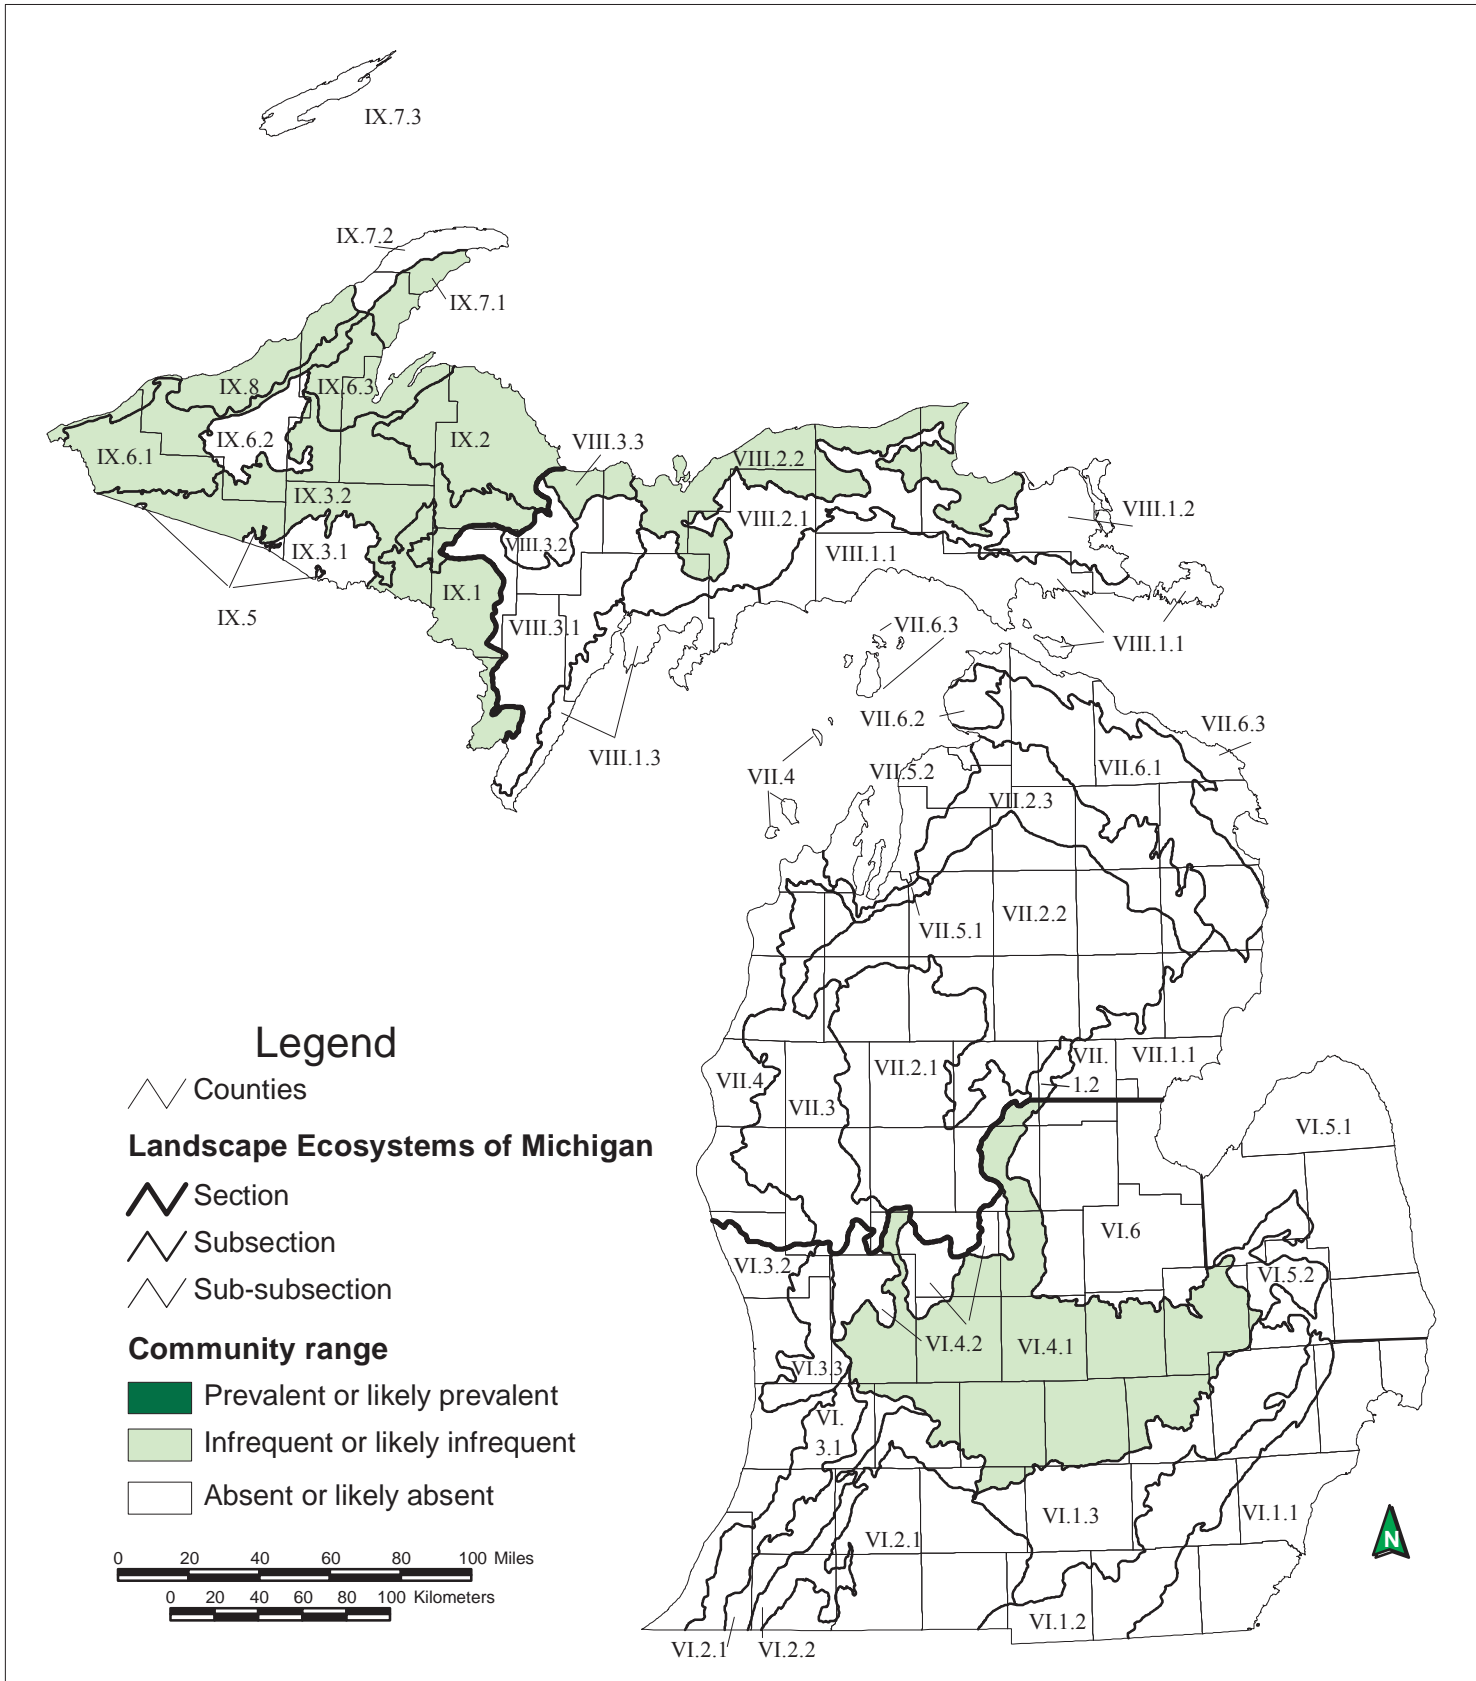 IX.7.3
IX.7.2
IX.7.1
IX.8
IX.6.3
IX.6.2
IX.2
IX.6.1
VIII.3.3
VIII.2.2
IX.3.2
VIII.2.1
VIII.1.2
IX.3.1
VIII.3.2
VIII.1.1
IX.1
IX.5
VIII.3.1
VII.6.3
VIII.1.1
VII.6.2
VII.6.3
VIII.1.3
VII.4
VII.5.2
VII.6.1
VII.2.3
VII.2.2
VII.5.1
Legend
Counties
Landscape Ecosystems of Michigan
Section
Subsection
Sub-subsection
Community range
Prevalent or likely prevalent
Infrequent or likely infrequent
Absent or likely absent
0 20 40 60 80 100 Miles
0 20 40 60 80 100 Kilometers
VII.4
VII.3
VII.2.1
VII.
1.2
VII.1.1
VI.5.1
VI.6
VI.3.2
VI.5.2
VI.4.2
VI.4.1
VI.3.3
VI.
3.1
VI.1.3
VI.1.1
VI.2.1
N
VI.1.2
VI.2.1
VI.2.2